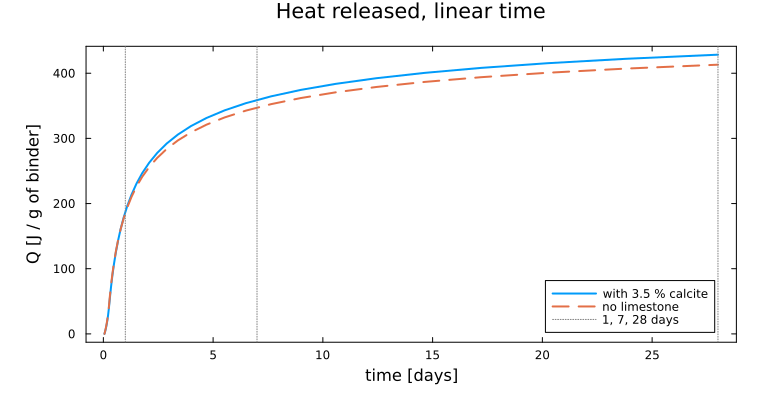 Heat released, linear time
Q [J / g of binder]
400
300
200
100
0
with 3.5 % calcite
no limestone
1, 7, 28 days
0 5 10 15 20 25
time [days]